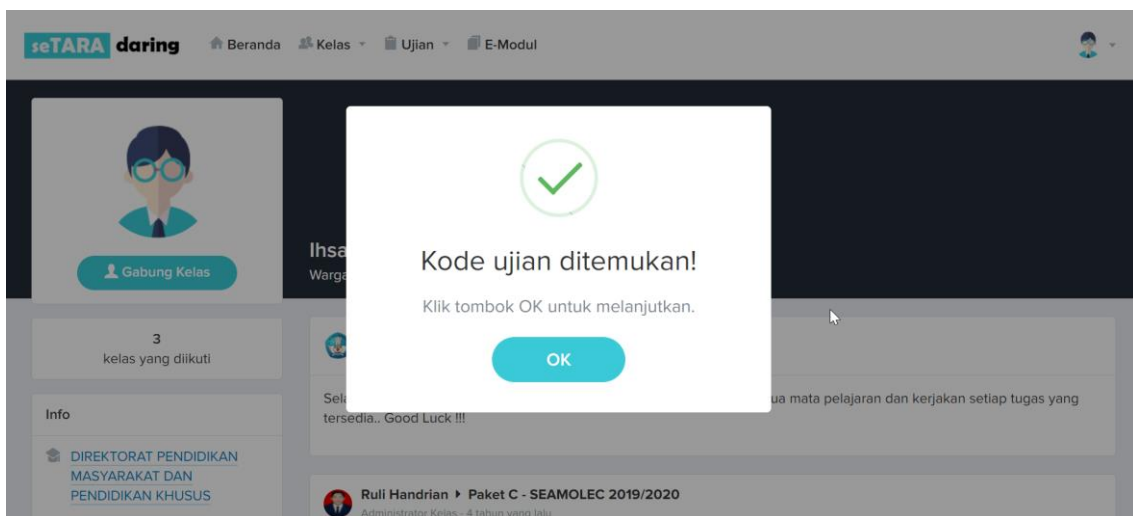 seTARA daring Beranda Kelas Ujian E-Modul
Gabung Kelas
3
kelas yang diikuti
Info
DIREKTORAT PENDIDIKAN
MASYARAKAT DAN
PENDIDIKAN KHUSUS
Ihsa
Warga
Kode ujian ditemukan!
Klik tombok OK untuk melanjutkan.
OK
Sela ua mata pelajaran dan kerjakan setiap tugas yang
tersedia.. Good Luck !!!
Ruli Handrian Paket C - SEAMOLEC 2019/2020
Administrator Kelas - 4 tahun yang lalu